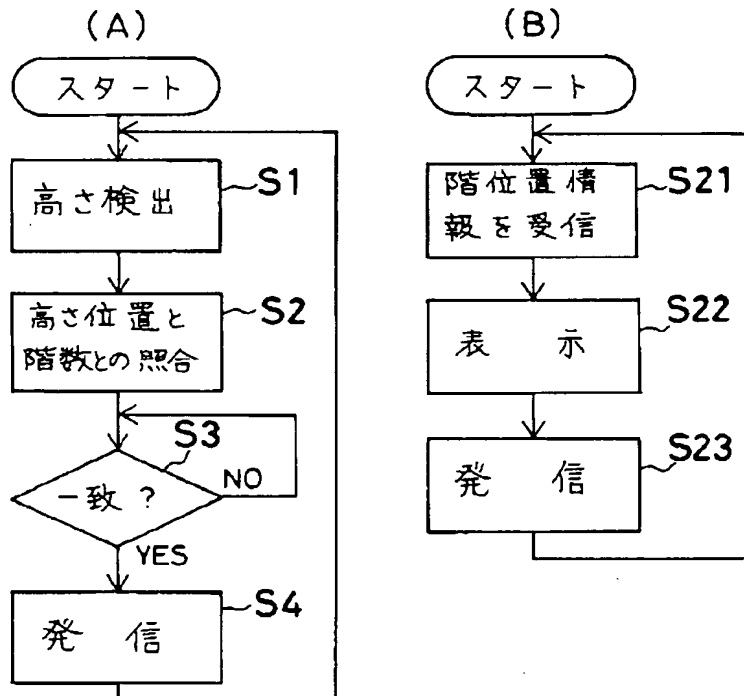 (A)
スタート
高さ検出
S1
高さ位置と
階数との照合
S2
S3
一致?
NO
YES
発信
S4
(B)
スタート
階位置情
報を受信
S21
表示
S22
発信
S23